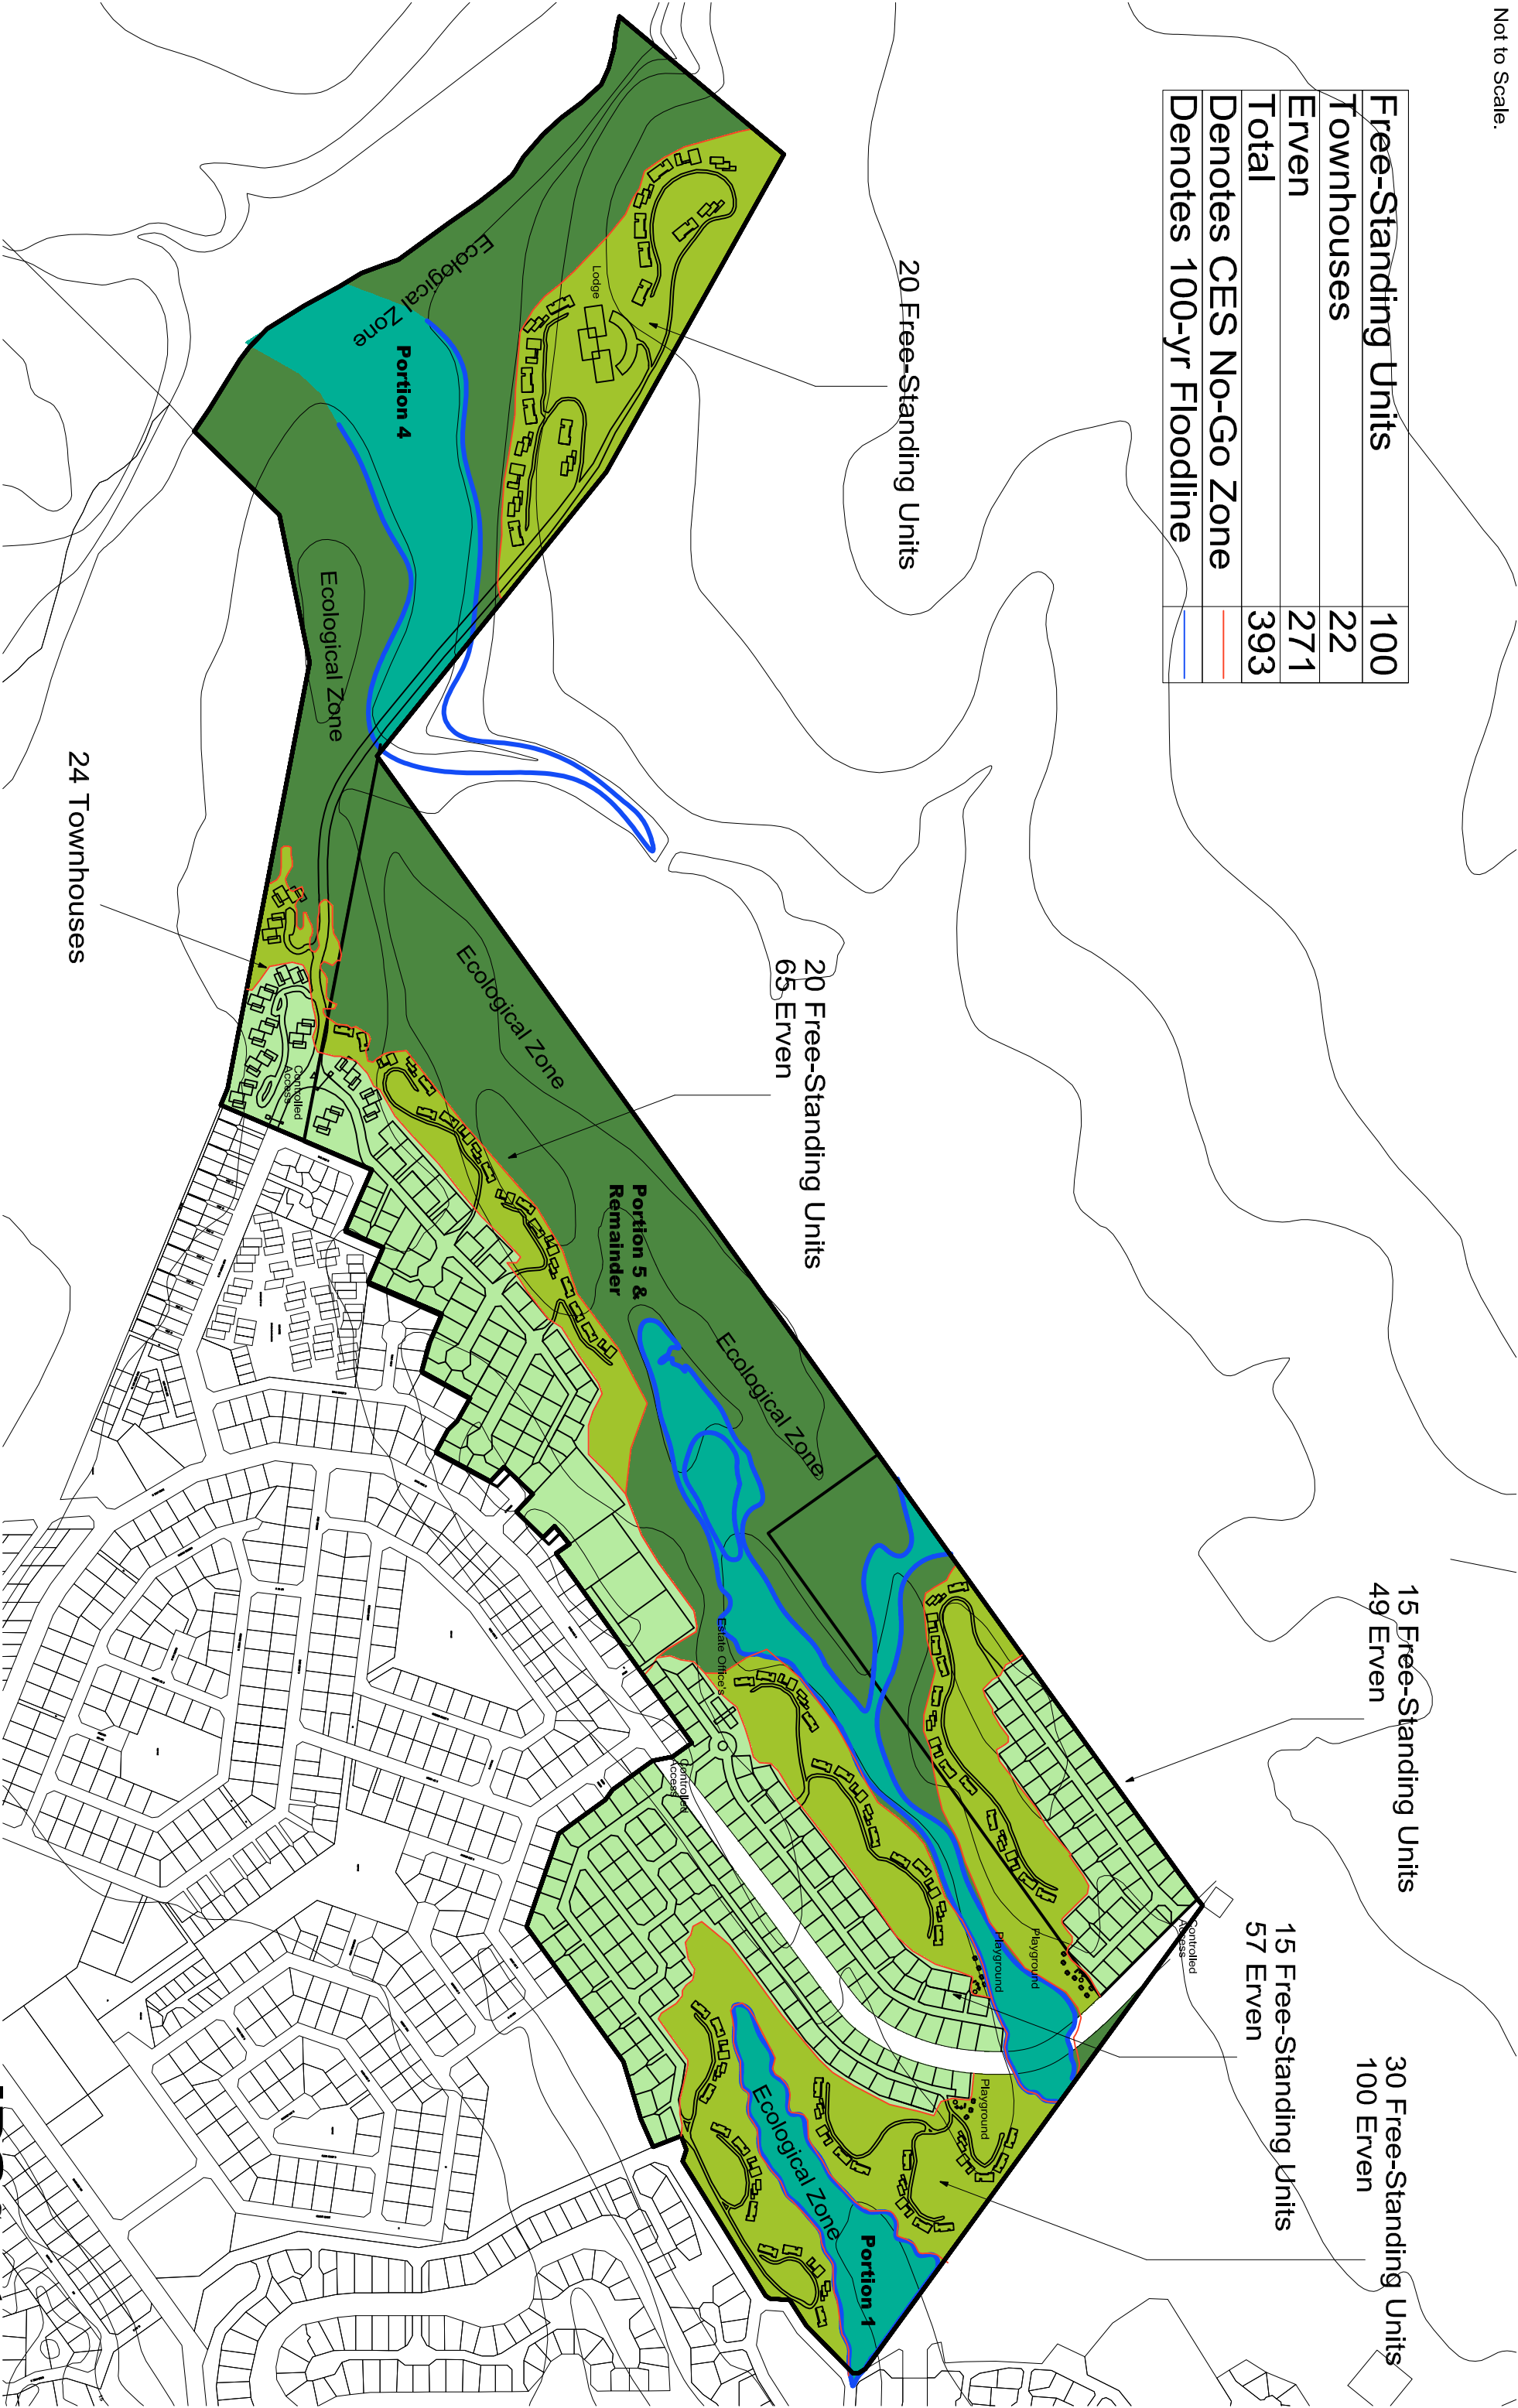 Not to Scale.
Free-Standing Units 100
Townhouses 22
Erven 271
Total 393
Denotes CES No-Go Zone
Denotes 100-yr Floodline
20 Free-Standing Units
Lodge
Ecological Zone
Portion 4
Ecological Zone
24 Townhouses
Controlled
Access
20 Free-Standing Units
65 Erven
Ecological Zone
Portion 5 &
Remainder
Ecological Zone
Estate Office's
Controlled
Access
15 Free-Standing Units
49 Erven
Controlled
Access
Playground
Playground
15 Free-Standing Units
57 Erven
Playground
30 Free-Standing Units
100 Erven
Ecological Zone
Portion 1